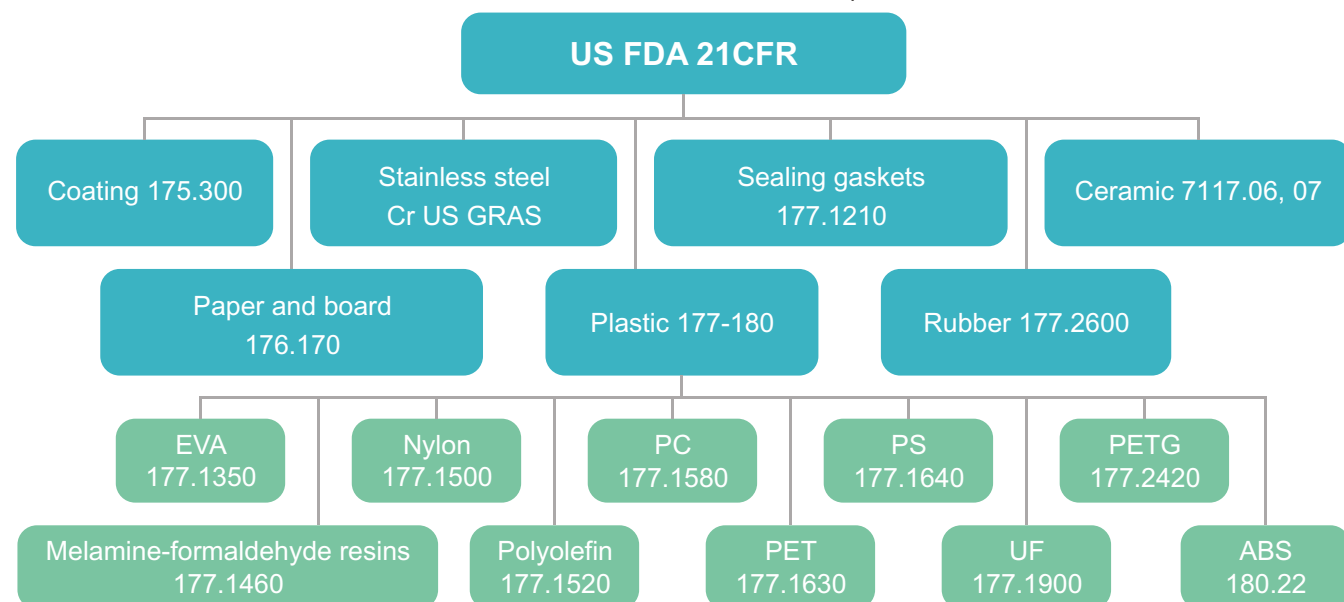 US FDA 21CFR
Coating 175.300
Stainless steel
Cr US GRAS
Sealing gaskets
177.1210
Ceramic 7117.06, 07
Paper and board
176.170
Plastic 177-180
Rubber 177.2600
EVA
177.1350
Nylon
177.1500
PC
177.1580
PS
177.1640
PETG
177.2420
Melamine-formaldehyde resins
177.1460
Polyolefin
177.1520
PET
177.1630
UF
177.1900
ABS
180.22